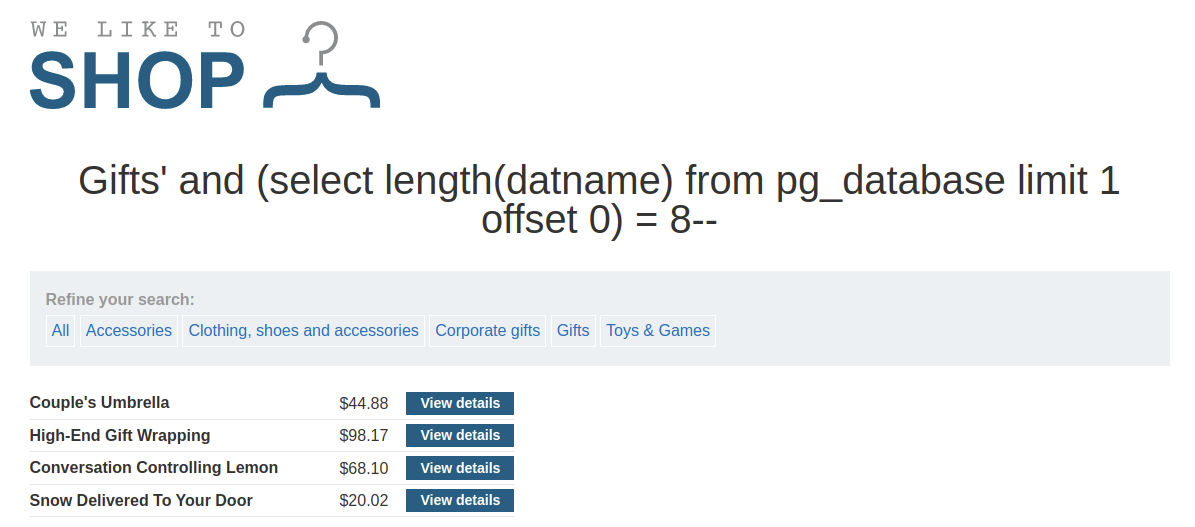 WE LIKE TO
SHOP
Gifts' and (select length(datname) from pg_database limit 1
offset 0) = 8--
Refine your search:
All Accessories Clothing, shoes and accessories Corporate gifts Gifts Toys & Games
Couple's Umbrella $44.88 View details
High-End Gift Wrapping $98.17 View details
Conversation Controlling Lemon $68.10 View details
Snow Delivered To Your Door $20.02 View details